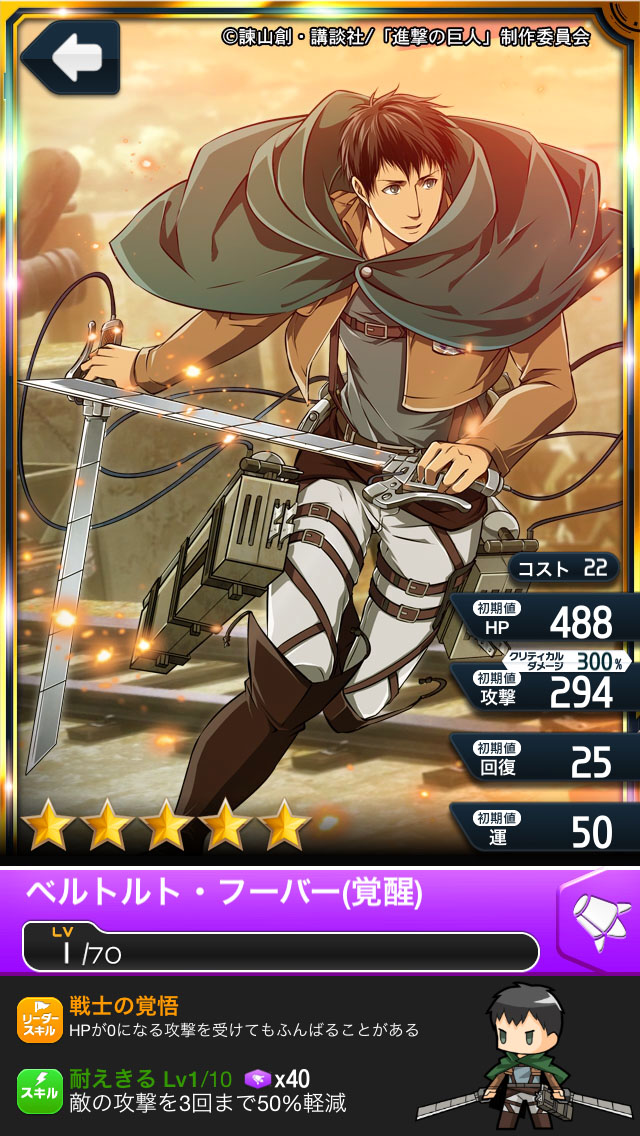 ©諫山創・講談社/「進撃の巨人」制作委員会
コスト 22
初期値
HP 488
クリティカル
ダメージ 300%
初期値
攻撃 294
初期値
回復 25
初期値
運 50
ベルトルト・フーバー(覚醒)
LV
1/70
リーダー
スキル
戦士の覚悟
HPが0になる攻撃を受けてもふんばることがある
スキル
耐えきる Lv1/10 x40
敵の攻撃を3回まで50%軽減